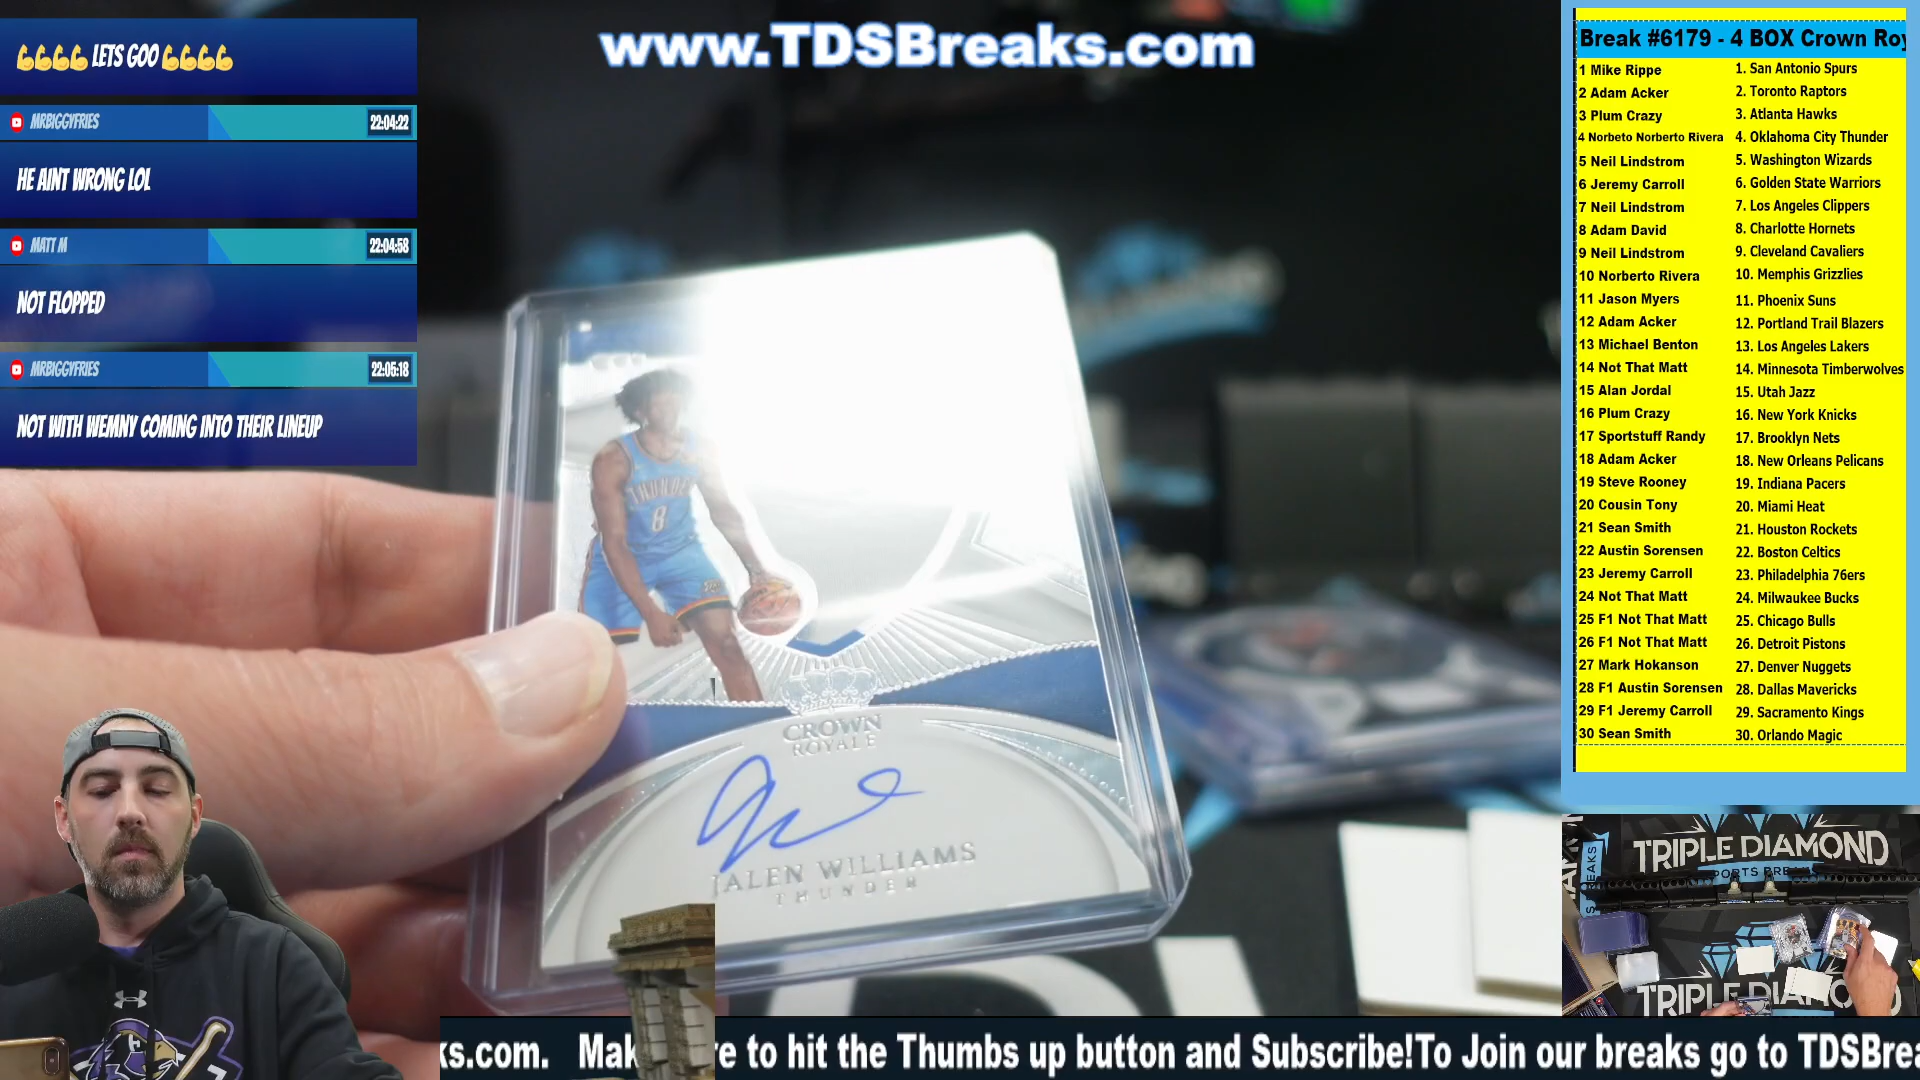 www.TDSBreaks.com
💪💪💪💪 LETS GOO 💪💪💪💪
MRBIGGYFRIES 22:04:22
HE AINT WRONG LOL
MATT M 22:04:58
NOT FLOPPED
MRBIGGYFRIES 22:05:18
NOT WITH WEMNY COMING INTO THEIR LINEUP
THUNDER
8
CROWN
ROYALE
JALEN WILLIAMS
THUNDER
Break #6179 - 4 BOX Crown Roy
1 Mike Rippe 1. San Antonio Spurs
2 Adam Acker 2. Toronto Raptors
3 Plum Crazy 3. Atlanta Hawks
4 Norbeto Norberto Rivera 4. Oklahoma City Thunder
5 Neil Lindstrom 5. Washington Wizards
6 Jeremy Carroll 6. Golden State Warriors
7 Neil Lindstrom 7. Los Angeles Clippers
8 Adam David 8. Charlotte Hornets
9 Neil Lindstrom 9. Cleveland Cavaliers
10 Norberto Rivera 10. Memphis Grizzlies
11 Jason Myers 11. Phoenix Suns
12 Adam Acker 12. Portland Trail Blazers
13 Michael Benton 13. Los Angeles Lakers
14 Not That Matt 14. Minnesota Timberwolves
15 Alan Jordal 15. Utah Jazz
16 Plum Crazy 16. New York Knicks
17 Sportstuff Randy 17. Brooklyn Nets
18 Adam Acker 18. New Orleans Pelicans
19 Steve Rooney 19. Indiana Pacers
20 Cousin Tony 20. Miami Heat
21 Sean Smith 21. Houston Rockets
22 Austin Sorensen 22. Boston Celtics
23 Jeremy Carroll 23. Philadelphia 76ers
24 Not That Matt 24. Milwaukee Bucks
25 F1 Not That Matt 25. Chicago Bulls
26 F1 Not That Matt 26. Detroit Pistons
27 Mark Hokanson 27. Denver Nuggets
28 F1 Austin Sorensen 28. Dallas Mavericks
29 F1 Jeremy Carroll 29. Sacramento Kings
30 Sean Smith 30. Orlando Magic
TRIPLE DIAMOND
TRIPLE DIAMOND
ks.com. Mak re to hit the Thumbs up button and Subscribe!To Join our breaks go to TDSBrea